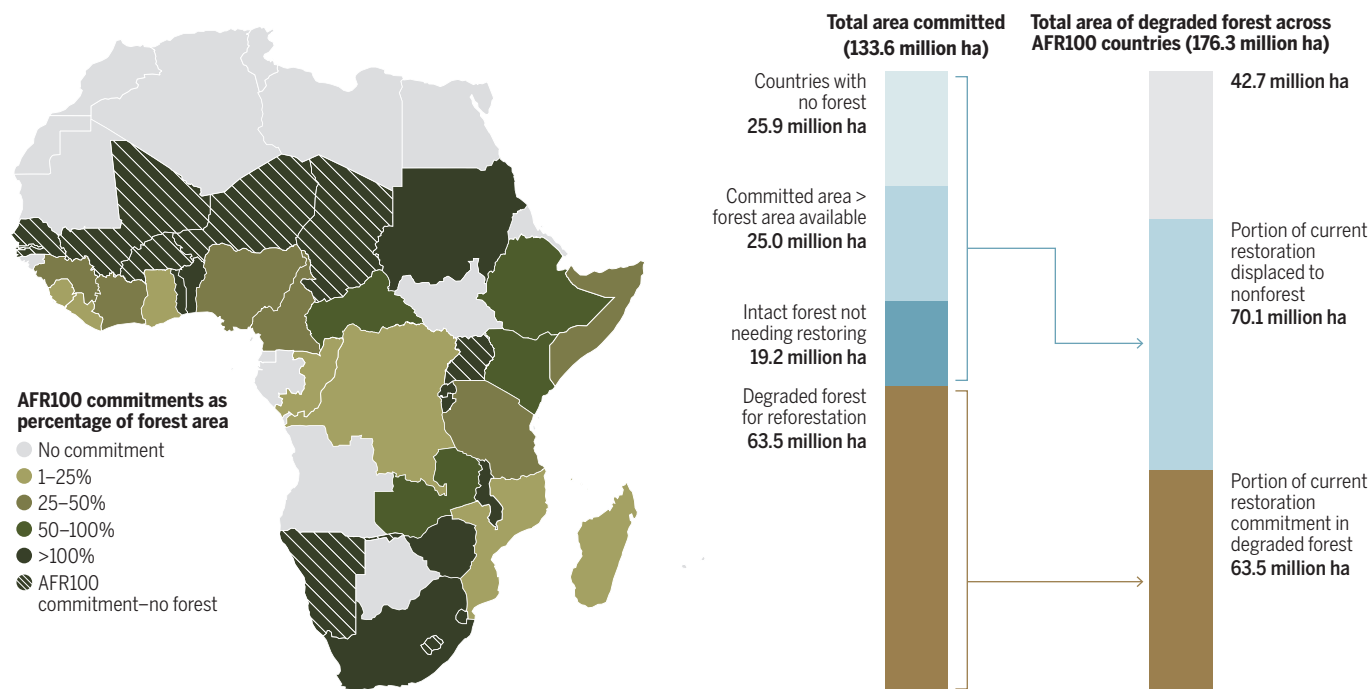 AFR100 commitments as
percentage of forest area
No commitment
1–25%
25–50%
50–100%
>100%
AFR100
commitment–no forest
Total area committed
(133.6 million ha)
Countries with
no forest
25.9 million ha
Committed area >
forest area available
25.0 million ha
Intact forest not
needing restoring
19.2 million ha
Degraded forest
for reforestation
63.5 million ha
Total area of degraded forest across
AFR100 countries (176.3 million ha)
42.7 million ha
Portion of current
restoration
displaced to
nonforest
70.1 million ha
Portion of current
restoration
commitment in
degraded forest
63.5 million ha